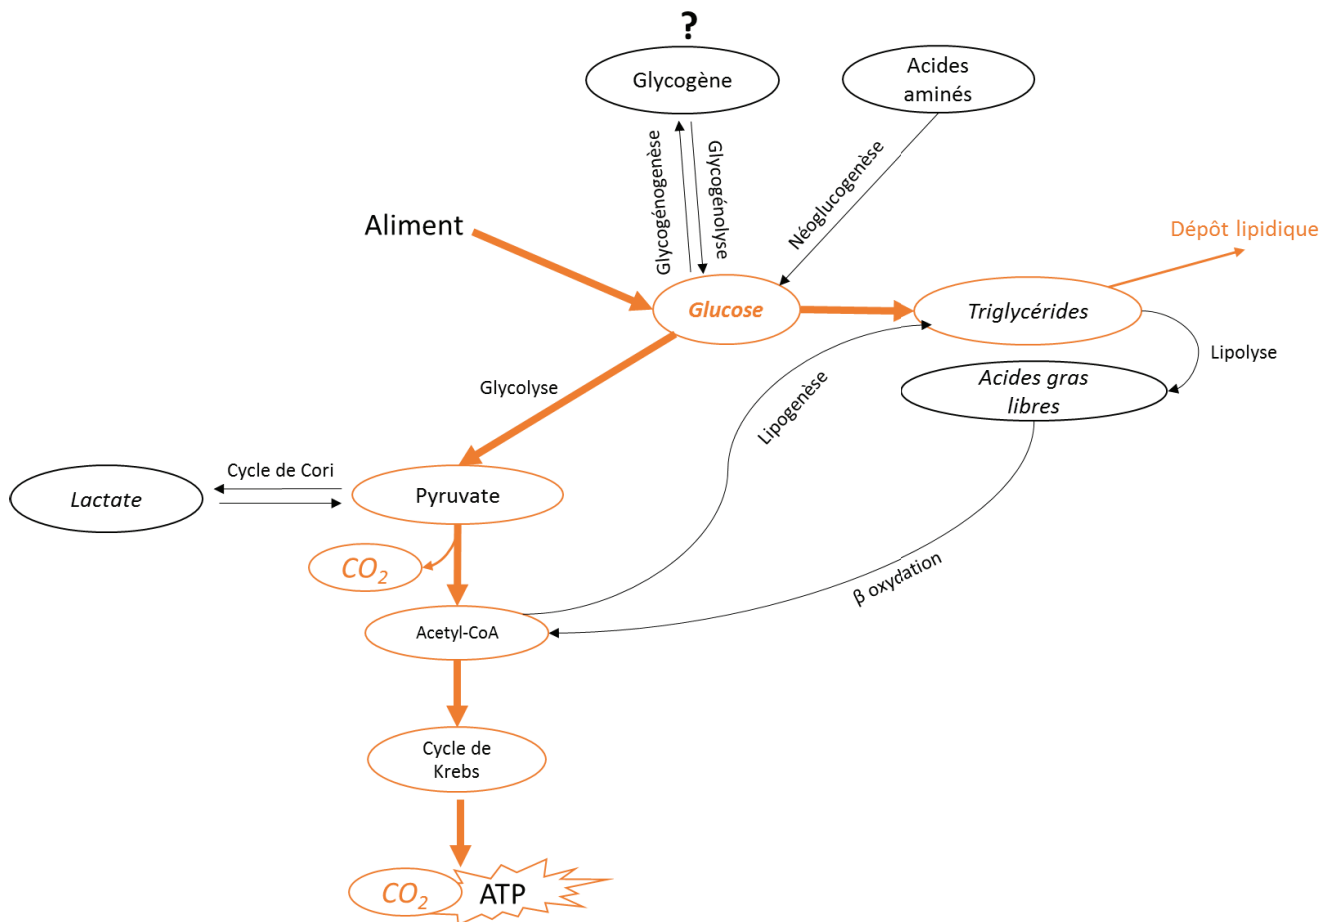 ?
Glycogène
Acides
aminés
Glycogénogenèse
Glycogénolyse
Néoglucogenèse
Aliment
Dépôt lipidique
Glucose
Triglycérides
Lipolyse
Glycolyse
Acides gras
libres
Lipogenèse
Cycle de Cori
Lactate
Pyruvate
CO₂
β oxydation
Acetyl-CoA
Cycle de
Krebs
CO₂
ATP